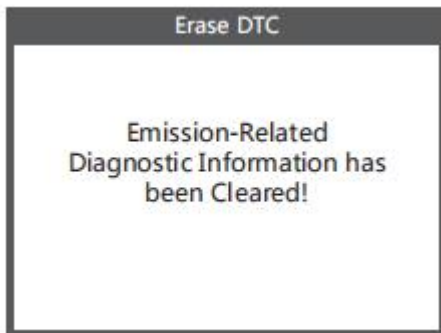 Erase DTC
Emission-Related
Diagnostic Information has
been Cleared!